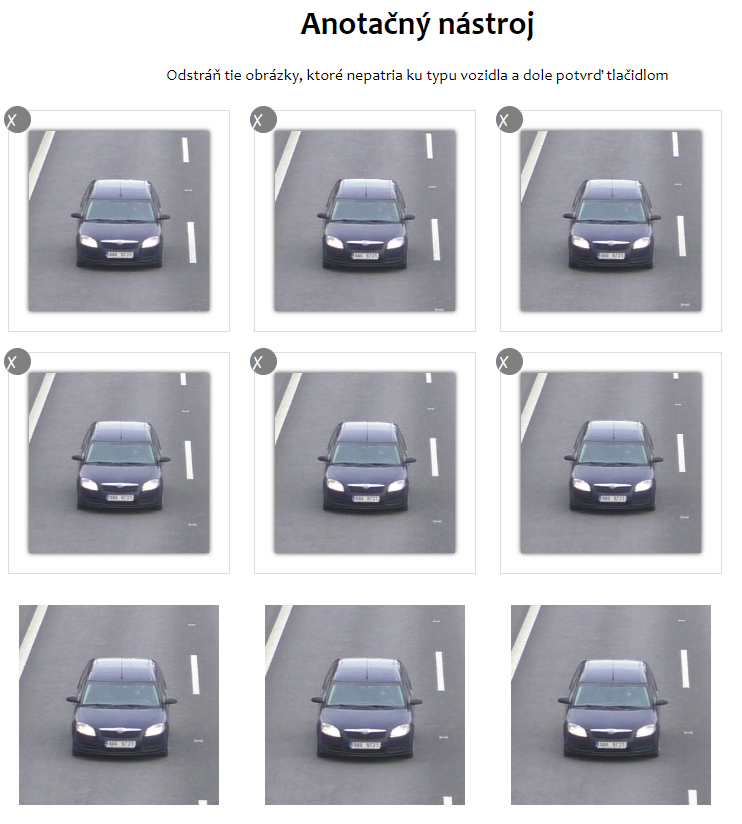 Anotačný nástroj
Odstráň tie obrázky, ktoré nepatria ku typu vozidla a dole potvrď tlačidlom
X X X
X X X